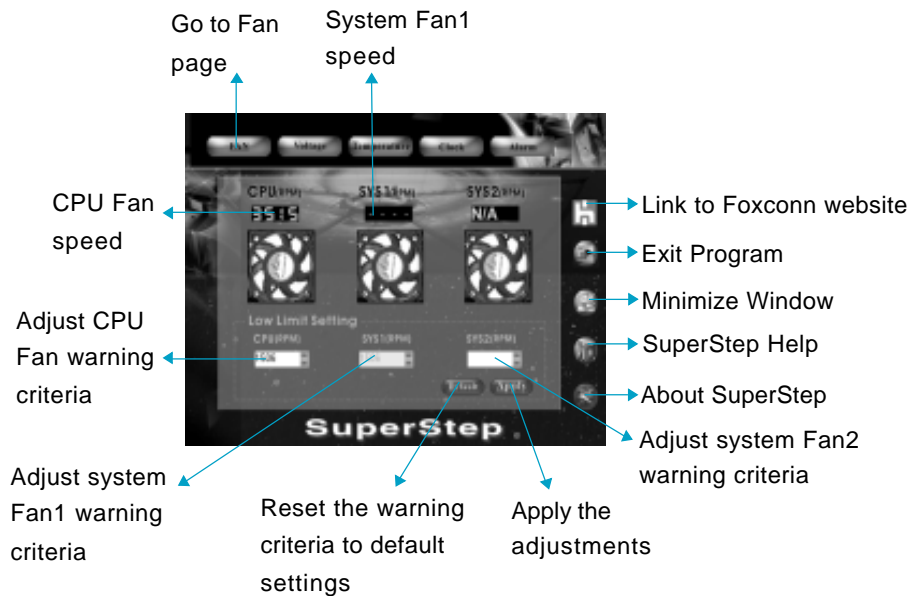 Go to Fan
page
System Fan1
speed
FAN Voltage Temperature Clock Alarm
CPU(RPM) SYS1(RPM) SYS2(RPM)
3515 ---- N/A
CPU Fan
speed
Link to Foxconn website
Exit Program
Minimize Window
SuperStep Help
About SuperStep
Adjust CPU
Fan warning
criteria
Low Limit Setting
CPU(RPM) SYS1(RPM) SYS2(RPM)
Apply
SuperStep
Adjust system Fan2
warning criteria
Adjust system
Fan1 warning
criteria
Reset the warning
criteria to default
settings
Apply the
adjustments